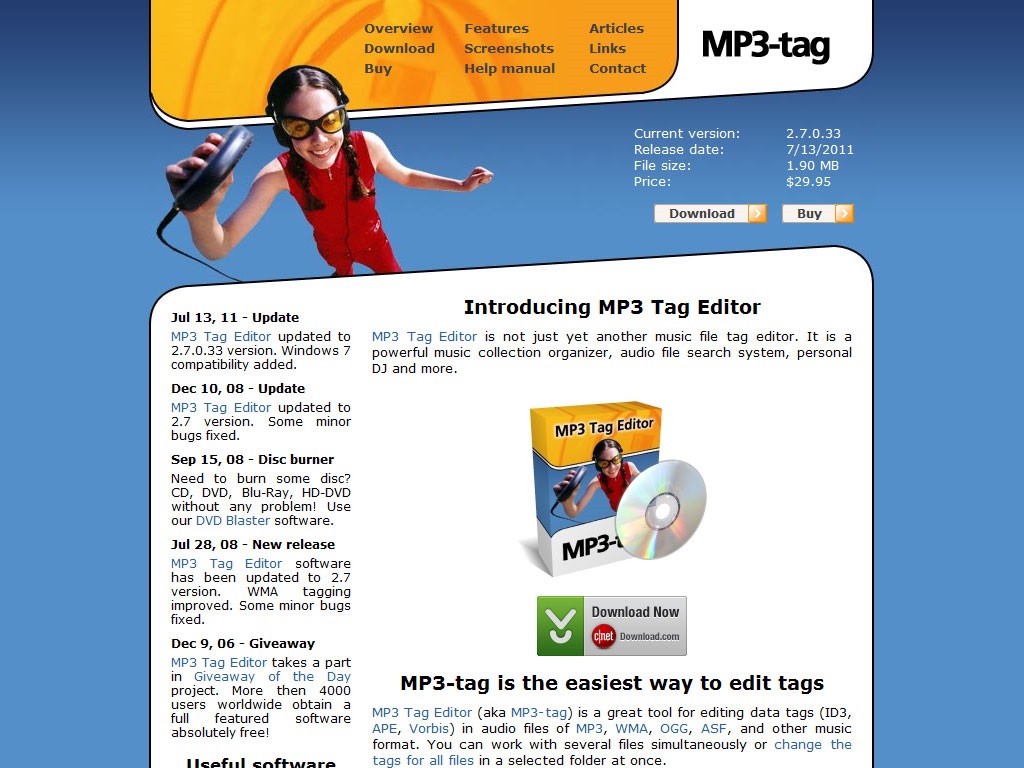 Overview Features Articles
Download Screenshots Links
Buy Help manual Contact
MP3-tag
Current version: 2.7.0.33
Release date: 7/13/2011
File size: 1.90 MB
Price: $29.95
Download Buy
Jul 13, 11 - Update
MP3 Tag Editor updated to
2.7.0.33 version. Windows 7
compatibility added.
Dec 10, 08 - Update
MP3 Tag Editor updated to
2.7 version. Some minor
bugs fixed.
Sep 15, 08 - Disc burner
Need to burn some disc?
CD, DVD, Blu-Ray, HD-DVD
without any problem! Use
our DVD Blaster software.
Jul 28, 08 - New release
MP3 Tag Editor software
has been updated to 2.7
version. WMA tagging
improved. Some minor bugs
fixed.
Dec 9, 06 - Giveaway
MP3 Tag Editor takes a part
in Giveaway of the Day
project. More then 4000
users worldwide obtain a
full featured software
absolutely free!
Useful software
Introducing MP3 Tag Editor
MP3 Tag Editor is not just yet another music file tag editor. It is a
powerful music collection organizer, audio file search system, personal
DJ and more.
MP3 Tag Editor
MP3-t
Download Now
c|net Download.com
MP3-tag is the easiest way to edit tags
MP3 Tag Editor (aka MP3-tag) is a great tool for editing data tags (ID3,
APE, Vorbis) in audio files of MP3, WMA, OGG, ASF, and other music
format. You can work with several files simultaneously or change the
tags for all files in a selected folder at once.